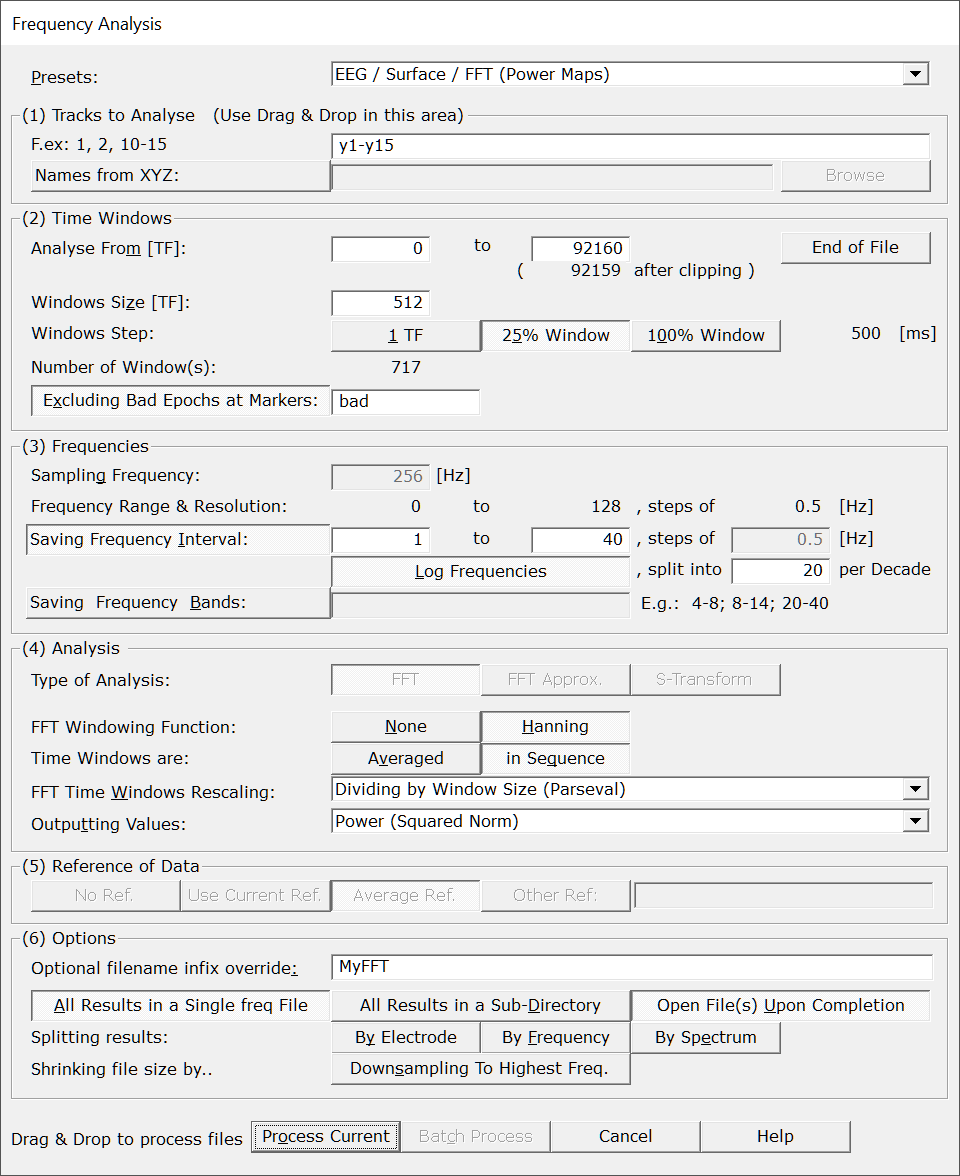 Frequency Analysis
Presets: EEG / Surface / FFT (Power Maps)
(1) Tracks to Analyse (Use Drag & Drop in this area)
F.ex: 1, 2, 10-15 y1-y15
Names from XYZ: Browse
(2) Time Windows
Analyse From [TF]: 0 to 92160 End of File
( 92159 after clipping )
Windows Size [TF]: 512
Windows Step: 1 TF 25% Window 100% Window 500 [ms]
Number of Window(s): 717
Excluding Bad Epochs at Markers: bad
(3) Frequencies
Sampling Frequency: 256 [Hz]
Frequency Range & Resolution: 0 to 128 , steps of 0.5 [Hz]
Saving Frequency Interval: 1 to 40 , steps of 0.5 [Hz]
Log Frequencies , split into 20 per Decade
Saving Frequency Bands: E.g.: 4-8; 8-14; 20-40
(4) Analysis
Type of Analysis: FFT FFT Approx. S-Transform
FFT Windowing Function: None Hanning
Time Windows are: Averaged in Sequence
FFT Time Windows Rescaling: Dividing by Window Size (Parseval)
Outputting Values: Power (Squared Norm)
(5) Reference of Data
No Ref. Use Current Ref. Average Ref. Other Ref:
(6) Options
Optional filename infix override: MyFFT
All Results in a Single freq File All Results in a Sub-Directory Open File(s) Upon Completion
Splitting results: By Electrode By Frequency By Spectrum
Shrinking file size by.. Downsampling To Highest Freq.
Drag & Drop to process files Process Current Batch Process Cancel Help